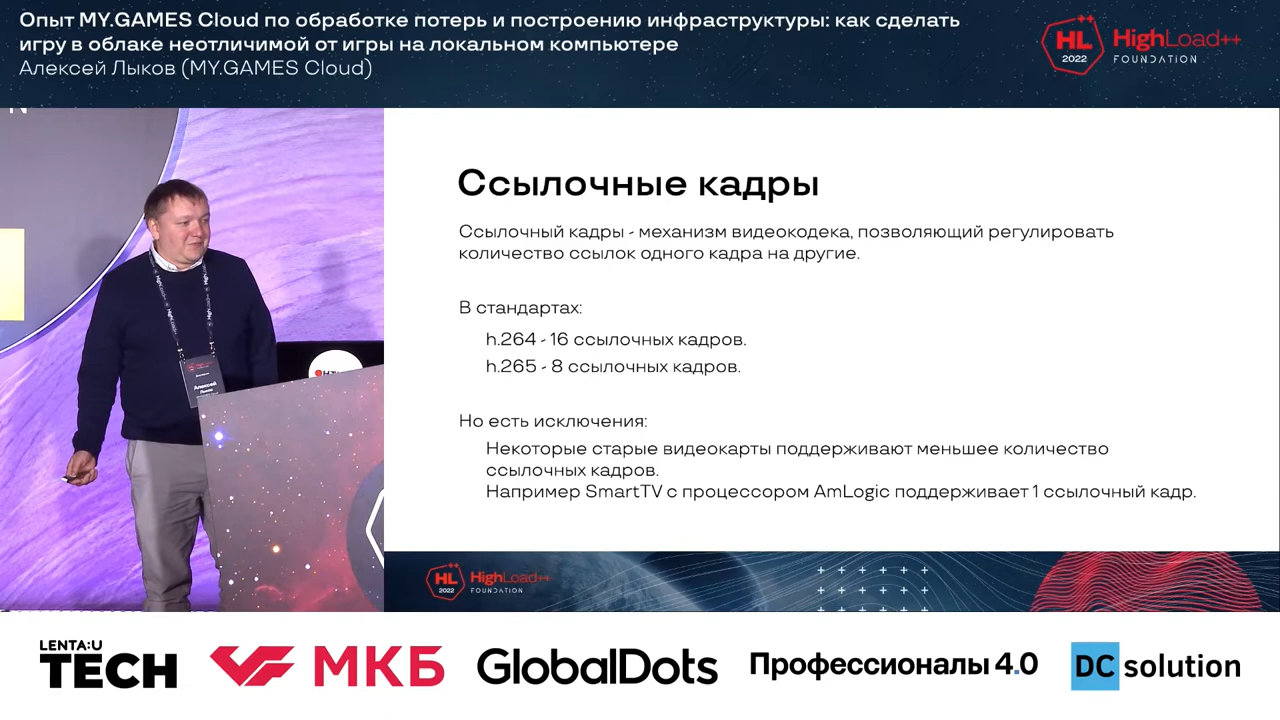 Опыт MY.GAMES Cloud по обработке потерь и построению инфраструктуры: как сделать
игру в облаке неотличимой от игры на локальном компьютере
Алексей Лыков (MY.GAMES Cloud)
HL
2022
HighLoad++
FOUNDATION
N
Алексей
Лыков
Ссылочные кадры
Ссылочный кадры - механизм видеокодека, позволяющий регулировать
количество ссылок одного кадра на другие.
В стандартах:
h.264 - 16 ссылочных кадров.
h.265 - 8 ссылочных кадров.
Но есть исключения:
Некоторые старые видеокарты поддерживают меньшее количество
ссылочных кадров.
Например SmartTV с процессором AmLogic поддерживает 1 ссылочный кадр.
HL
2022
HighLoad++
FOUNDATION
LENTA:U
TECH
МКБ
GlobalDots
Профессионалы 4.0
DC solution